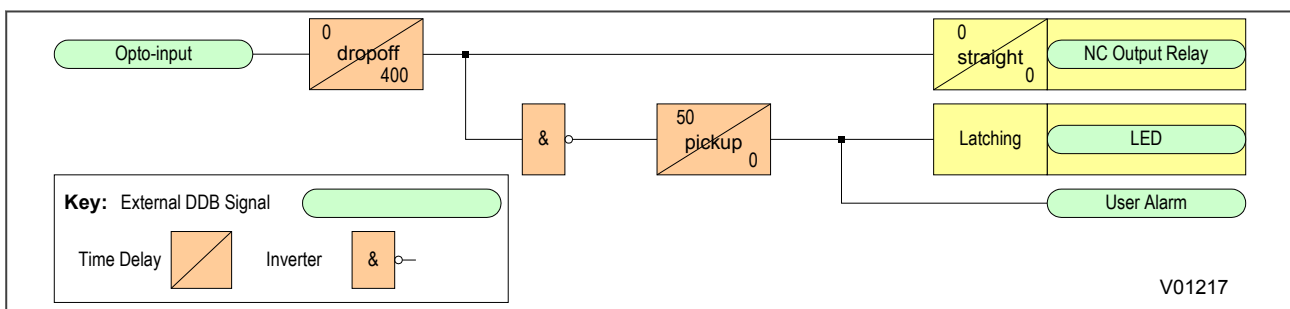 Opto-input
0
dropoff
400
0
straight
0
NC Output Relay
&
50
pickup
0
Latching
LED
User Alarm
Key: External DDB Signal
Time Delay
Inverter
&
V01217